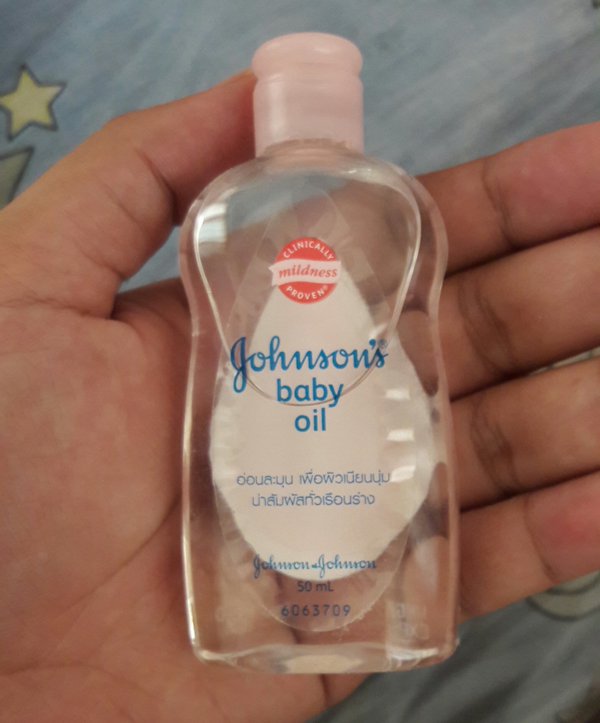 CLINICALLY
mildness
PROVEN®
Johnson's®
baby
oil
อ่อนละมุน เพื่อผิวเนียนนุ่ม
น่าสัมผัสทั่วเรือนร่าง
Johnson & Johnson
50 mL
6063709